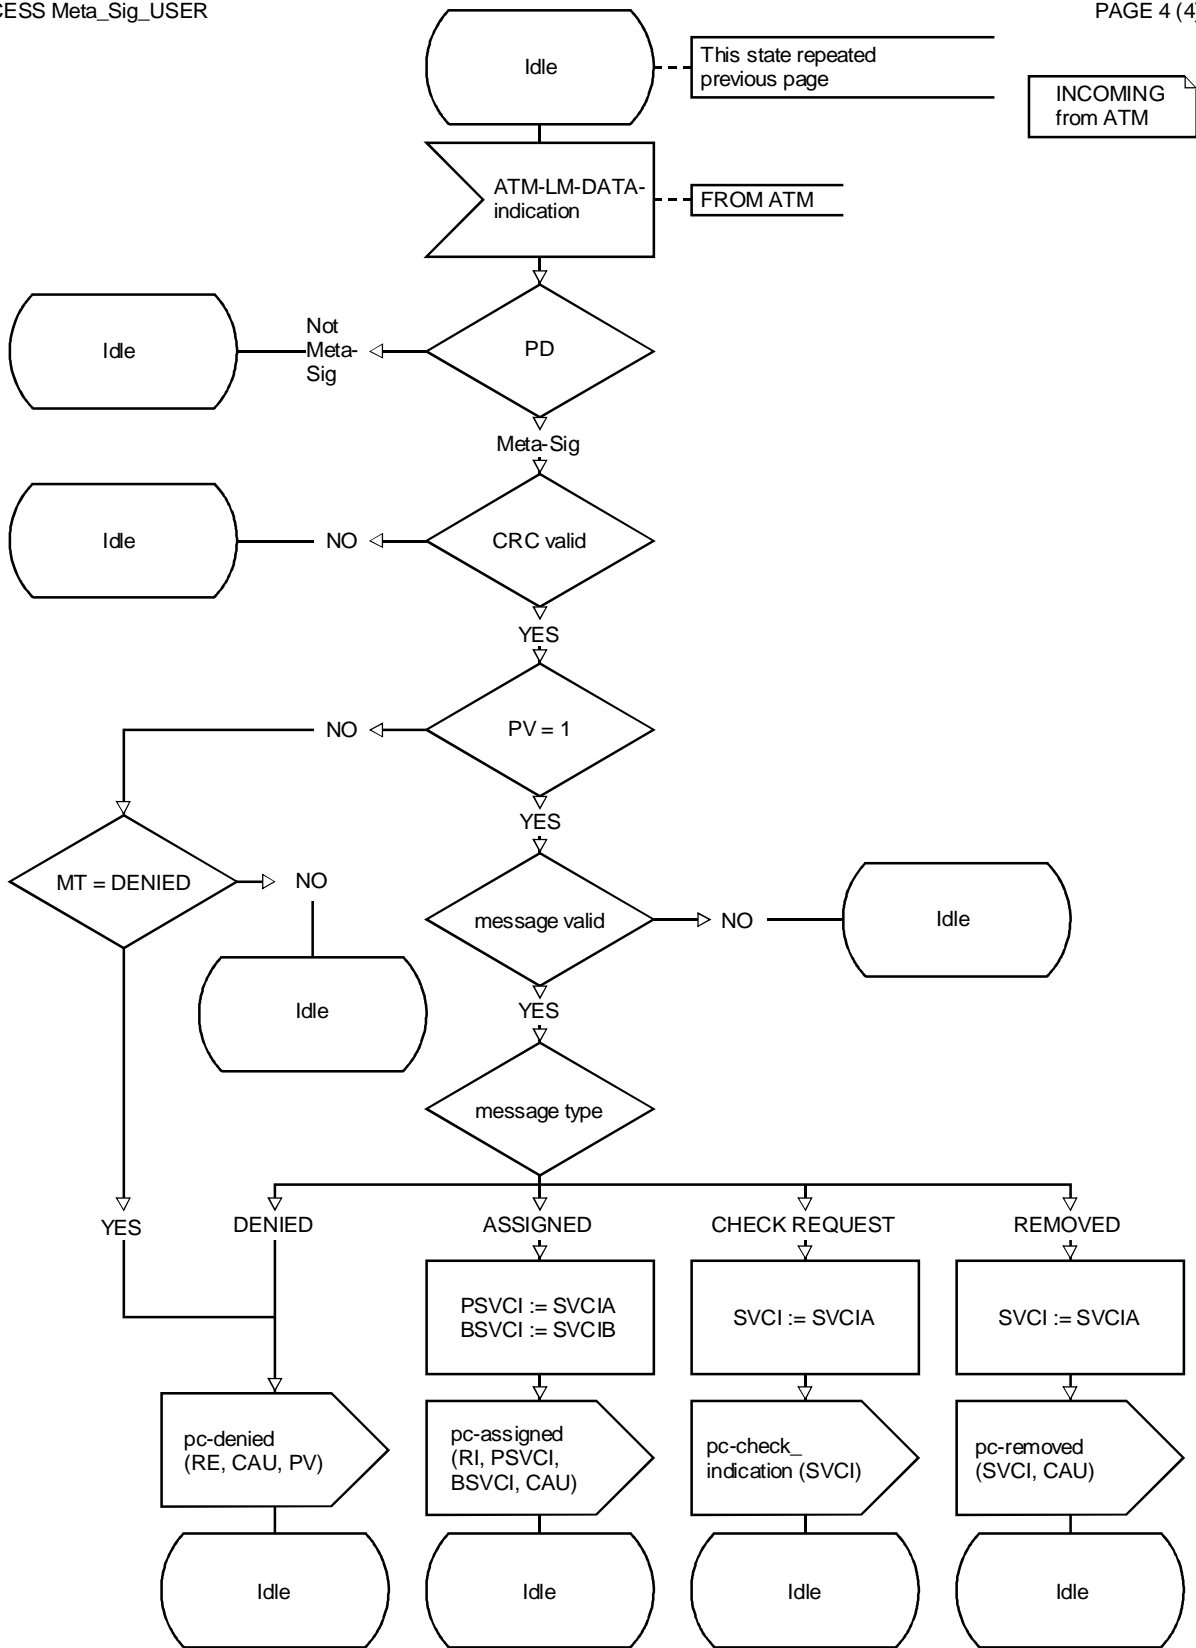 CESS Meta_Sig_USER
PAGE 4 (4)
Idle
This state repeated
previous page
INCOMING
from ATM
ATM-LM-DATA-
indication
FROM ATM
Idle
Not
Meta-
Sig
PD
Meta-Sig
Idle
NO
CRC valid
YES
NO
PV = 1
YES
MT = DENIED
NO
message valid
NO
Idle
Idle
YES
message type
YES
DENIED
ASSIGNED
CHECK REQUEST
REMOVED
PSVCI := SVCIA
BSVCI := SVCIB
SVCI := SVCIA
SVCI := SVCIA
pc-denied
(RE, CAU, PV)
pc-assigned
(RI, PSVCI,
BSVCI, CAU)
pc-check_
indication (SVCI)
pc-removed
(SVCI, CAU)
Idle
Idle
Idle
Idle